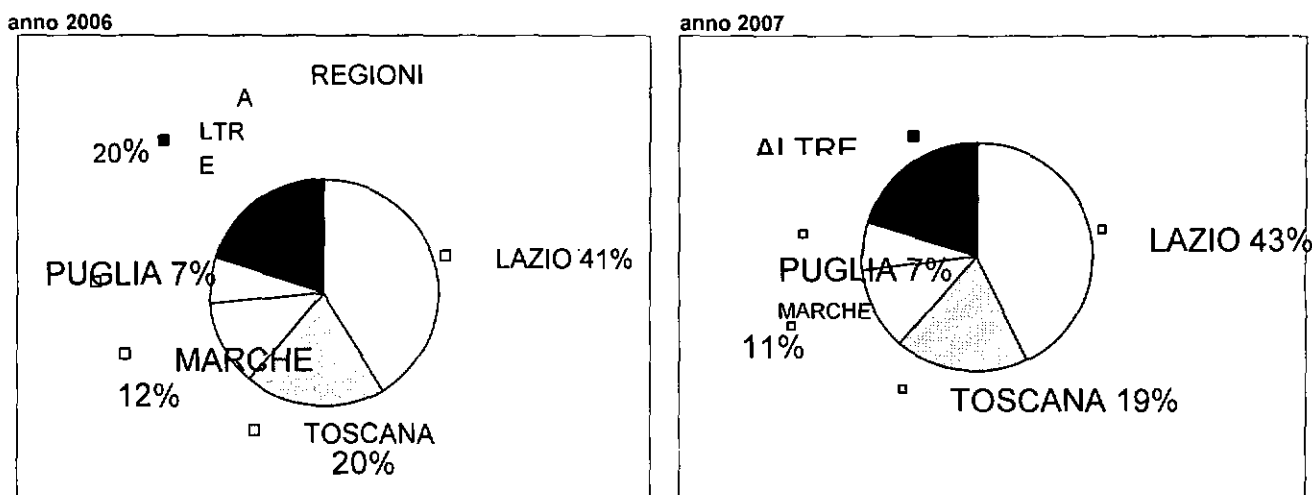 anno 2006
REGIONI
A
LTR
E
20%
PUGLIA 7%
LAZIO 41%
MARCHE
12%
TOSCANA
20%
anno 2007
ALTRE
LAZIO 43%
PUGLIA 7%
MARCHE
11%
TOSCANA 19%